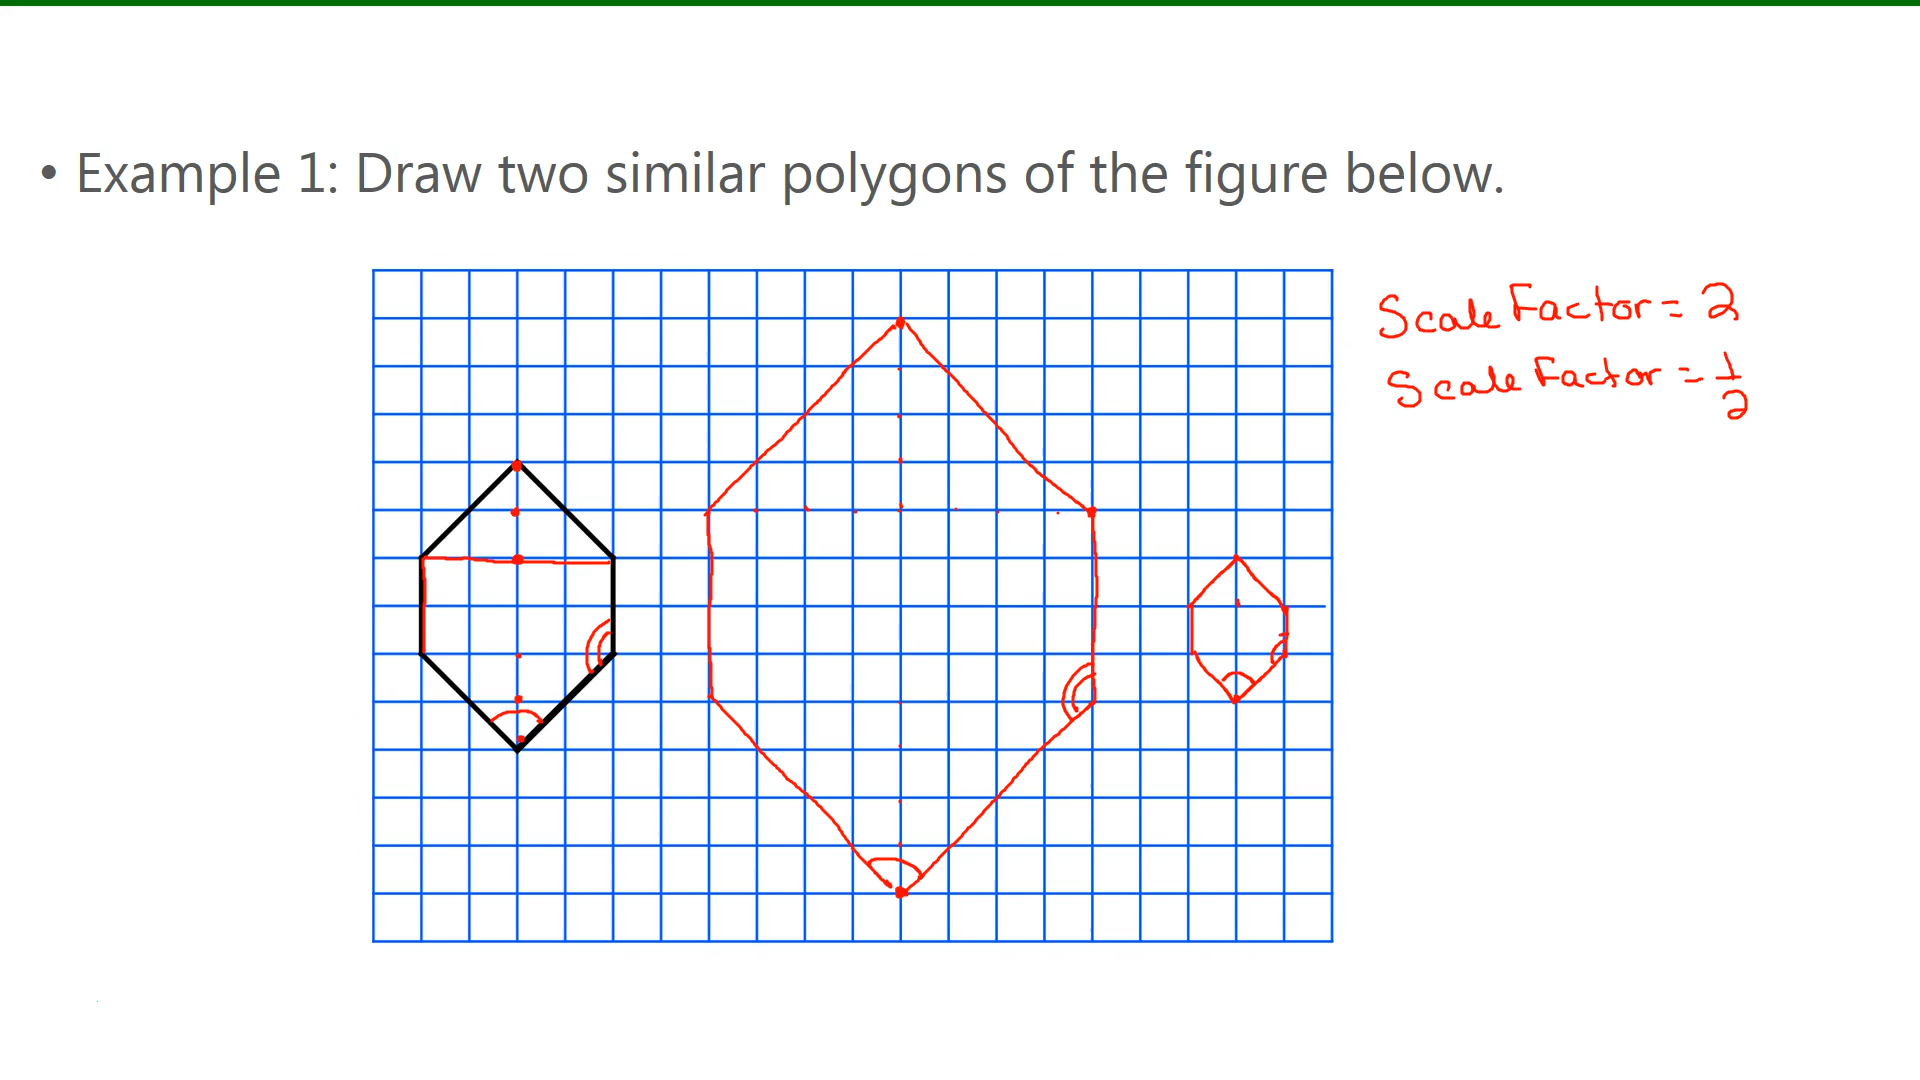 • Example 1: Draw two similar polygons of the figure below.
Scale Factor = 2
Scale Factor = 1/2